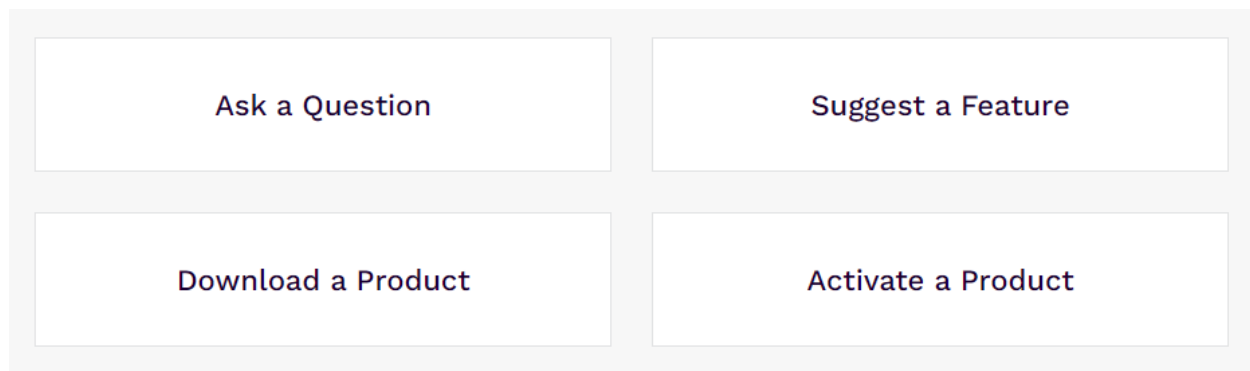 Ask a Question
Suggest a Feature
Download a Product
Activate a Product